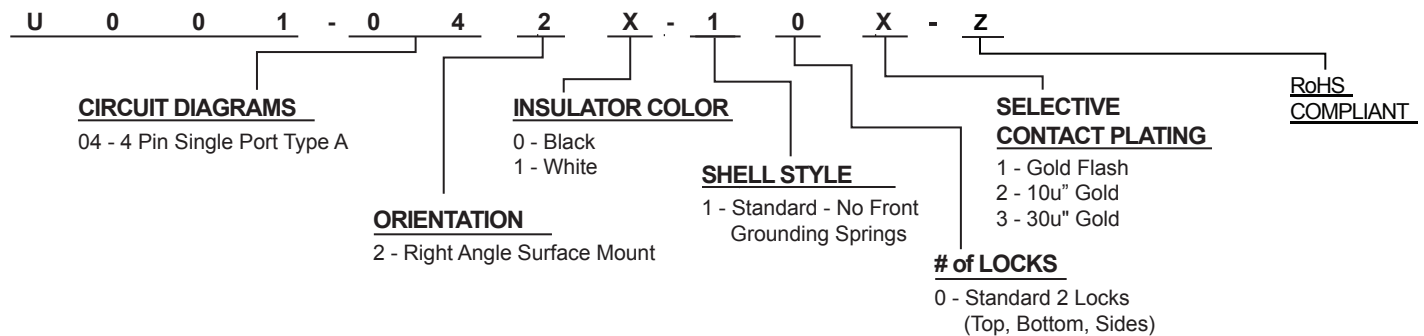 U 0 0 1 - 0 4 2 X - 1 0 X - Z
CIRCUIT DIAGRAMS
04 - 4 Pin Single Port Type A
ORIENTATION
2 - Right Angle Surface Mount
INSULATOR COLOR
0 - Black
1 - White
SHELL STYLE
1 - Standard - No Front
Grounding Springs
# of LOCKS
0 - Standard 2 Locks
(Top, Bottom, Sides)
SELECTIVE
CONTACT PLATING
1 - Gold Flash
2 - 10u” Gold
3 - 30u" Gold
RoHS
COMPLIANT